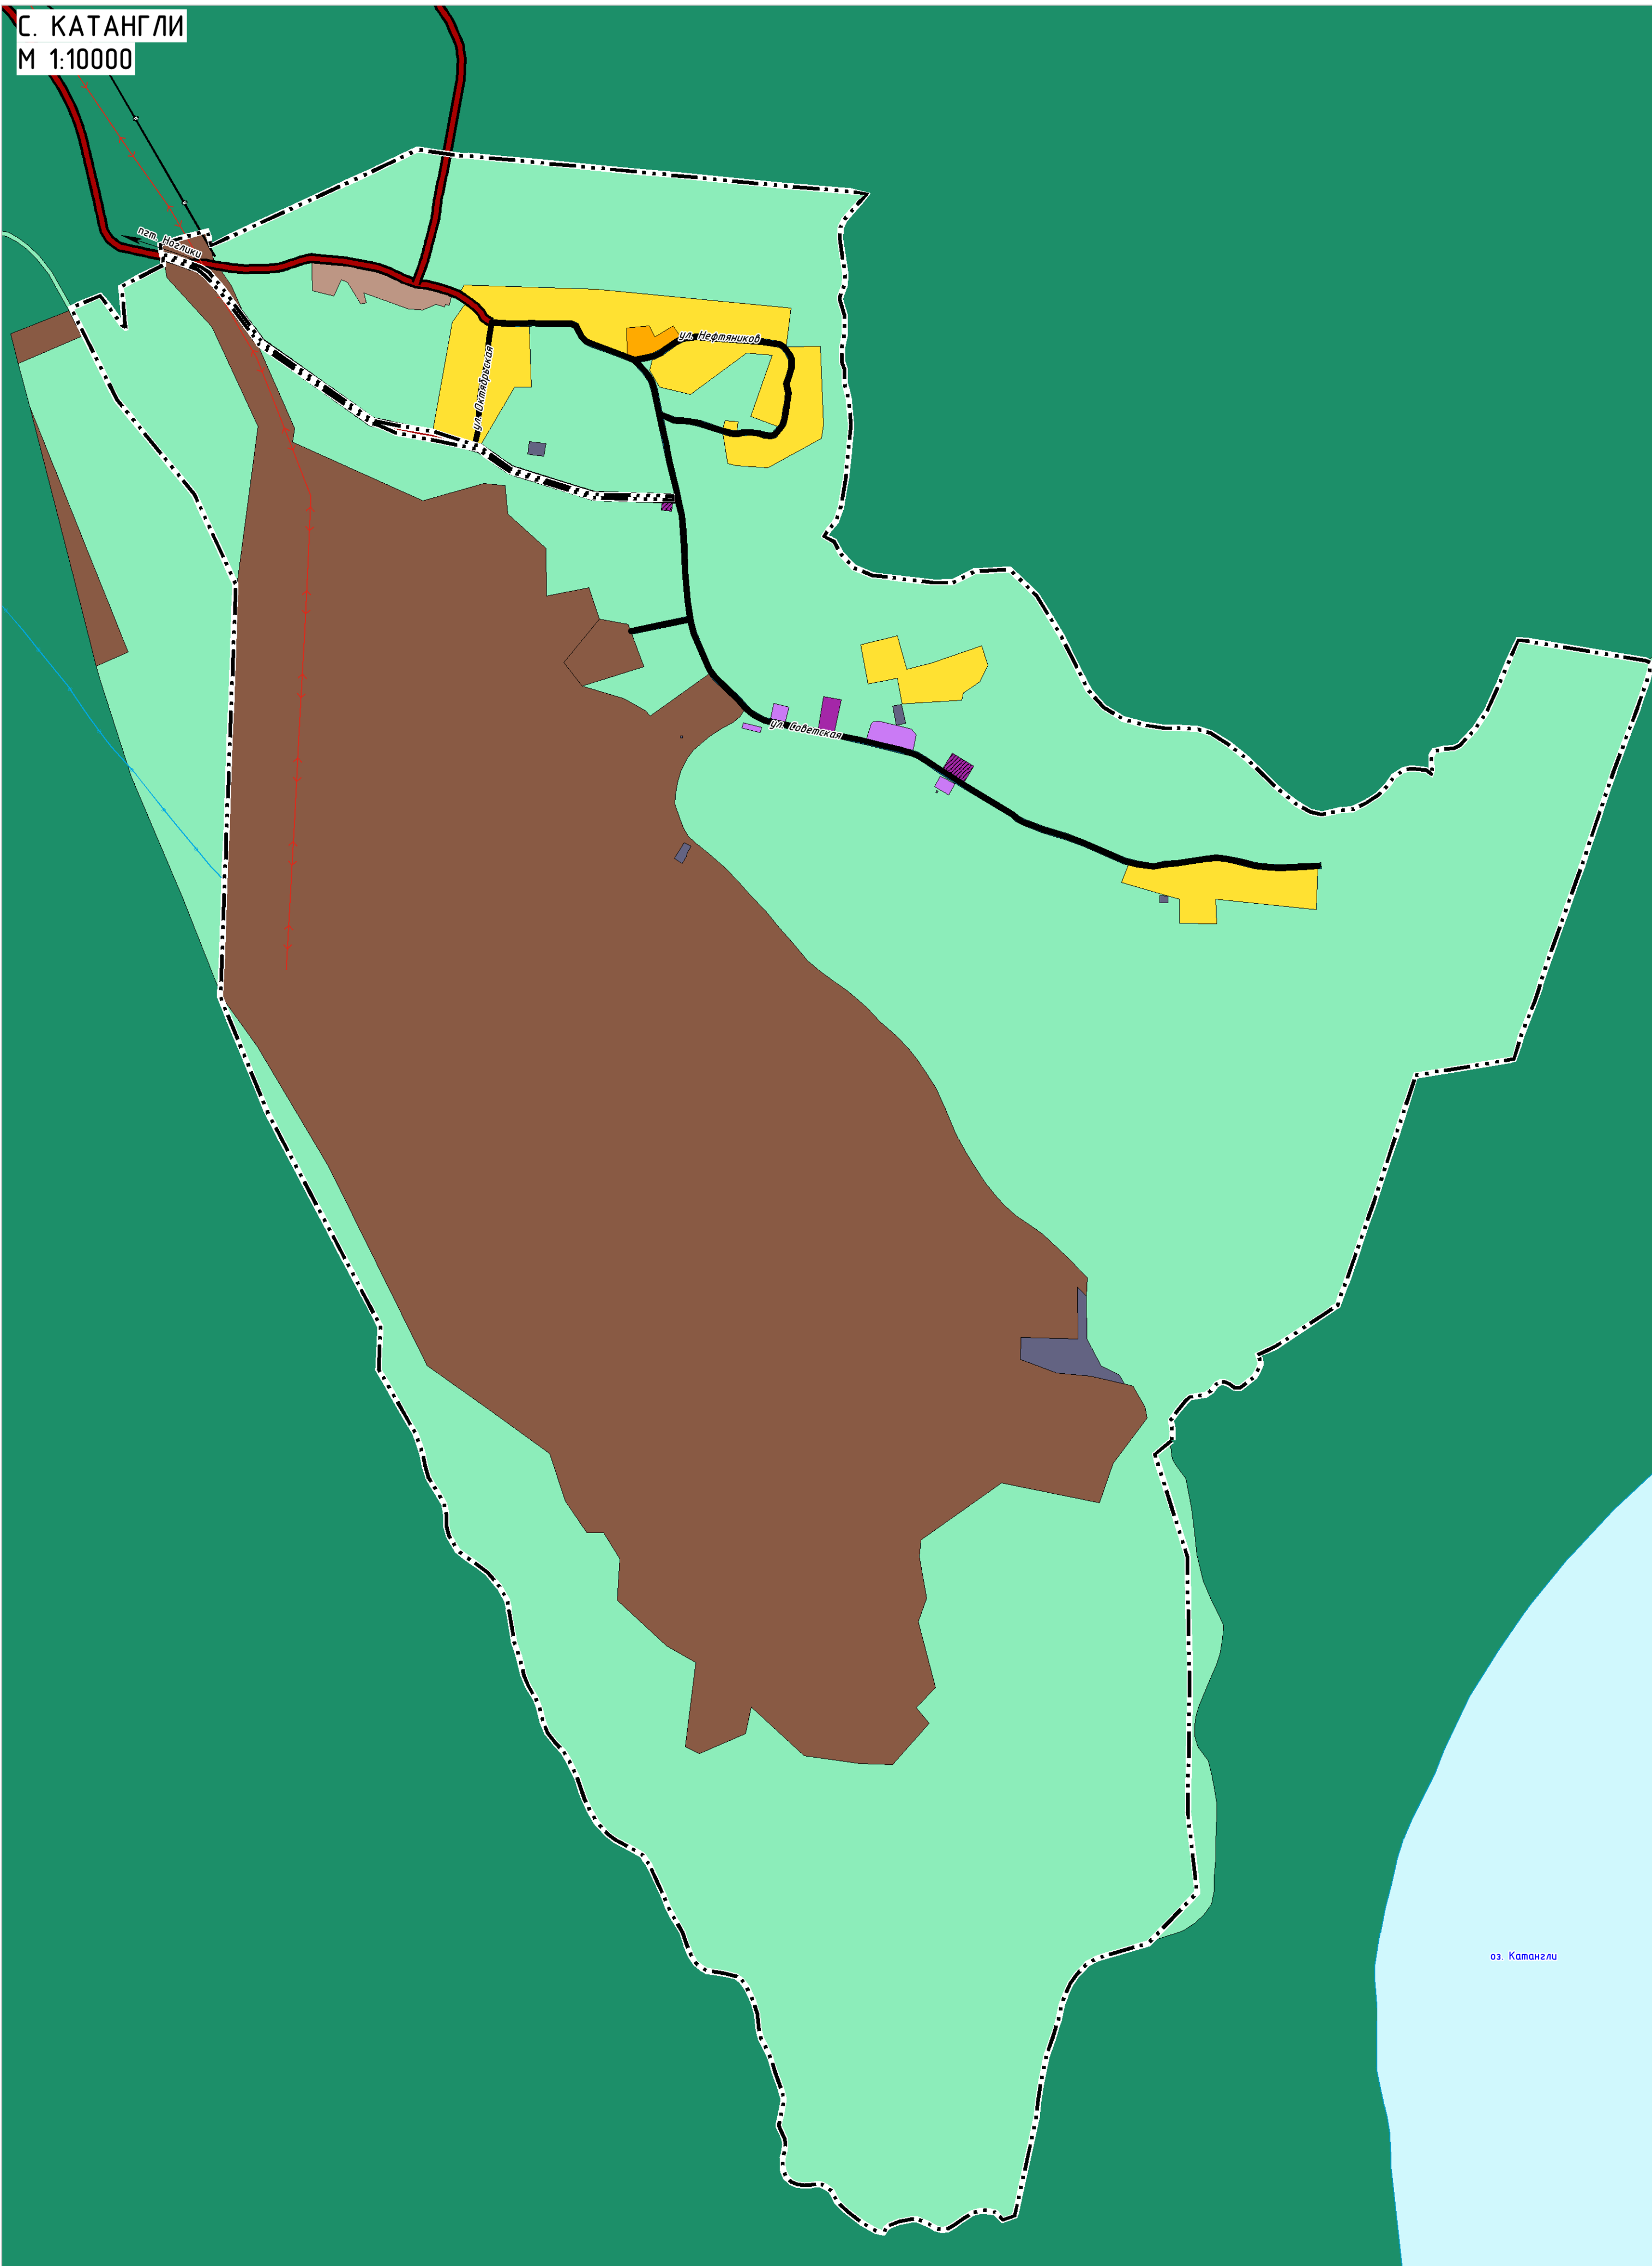 С. КАТАНГЛИ
М 1:10000
пгт. Ноглики
ул. Нефтяников
ул. Октябрьская
ул. Советская
оз. Катангли